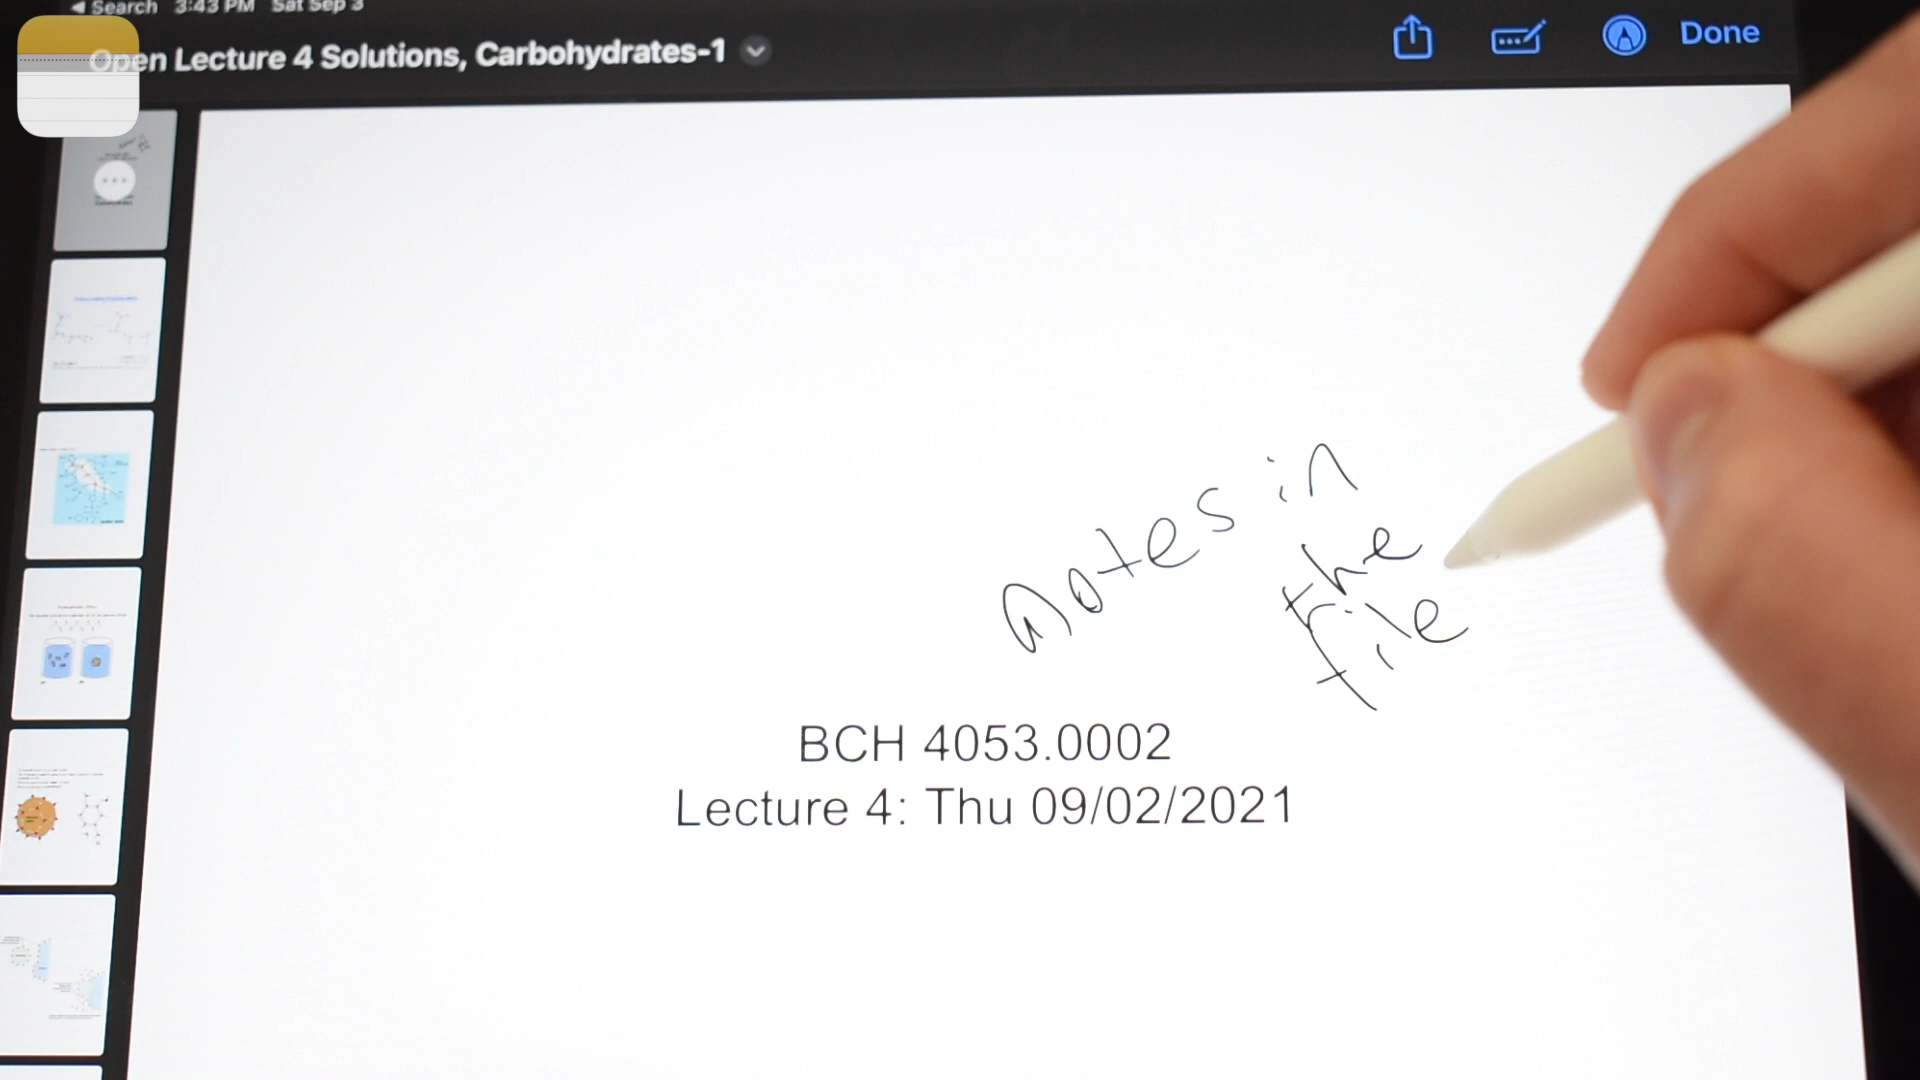 Search 3:43 PM Sat Sep 3
Open Lecture 4 Solutions, Carbohydrates-1
Done
notes in
the
file
BCH 4053.0002
Lecture 4: Thu 09/02/2021